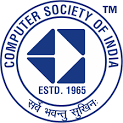 COMPUTER SOCIETY OF INDIA
TM
ESTD. 1965
सर्वे भवन्तु सुखिनः